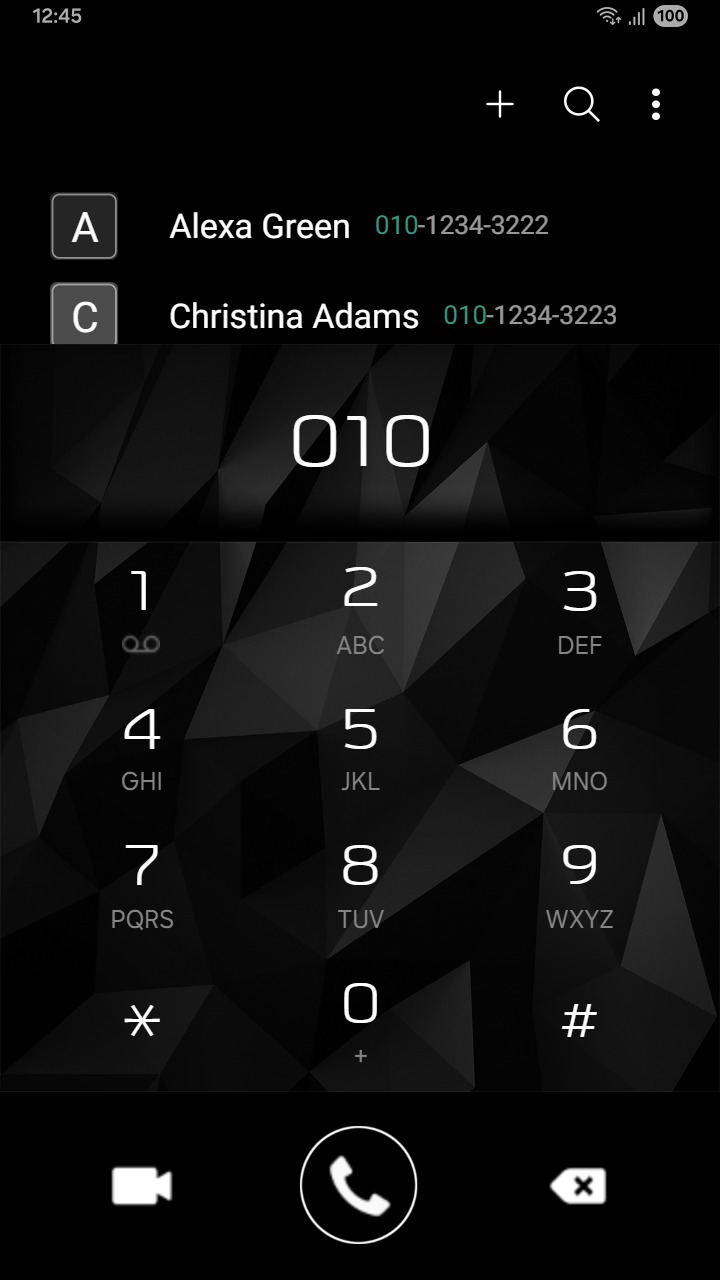 12:45 100
A Alexa Green 010-1234-3222
C Christina Adams 010-1234-3223
010
1 2 3
ABC DEF
4 5 6
GHI JKL MNO
7 8 9
PQRS TUV WXYZ
* 0 #
+